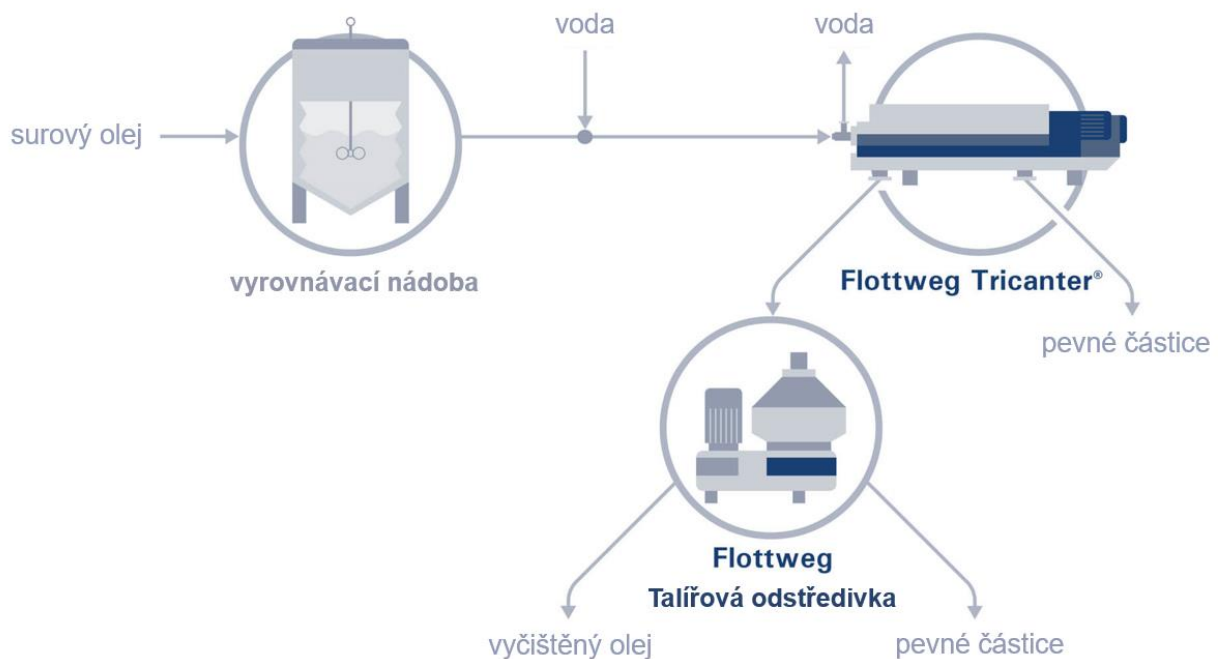 voda
voda
surový olej
vyrovnávací nádoba
Flottweg Tricanter®
pevné částice
Flottweg
Talířová odstředivka
vyčištěný olej
pevné částice